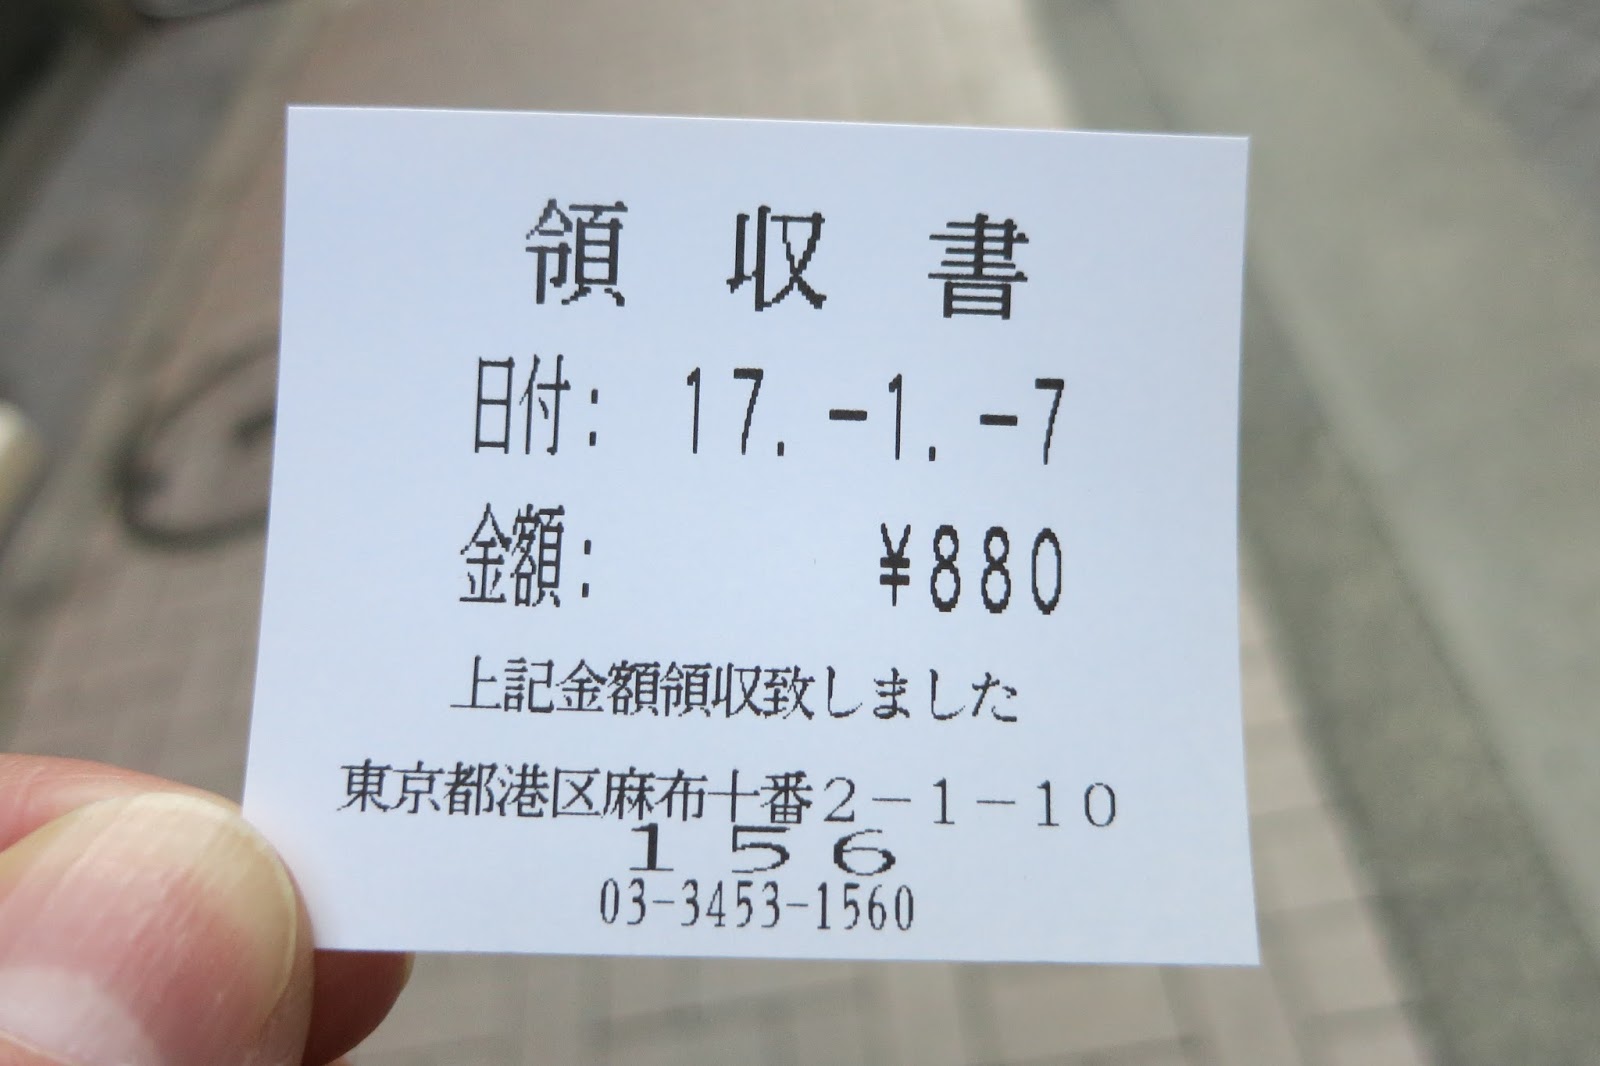 領収書
日付: 17.-1.-7
金額: ¥880
上記金額領収致しました
東京都港区麻布十番2-1-10
156
03-3453-1560